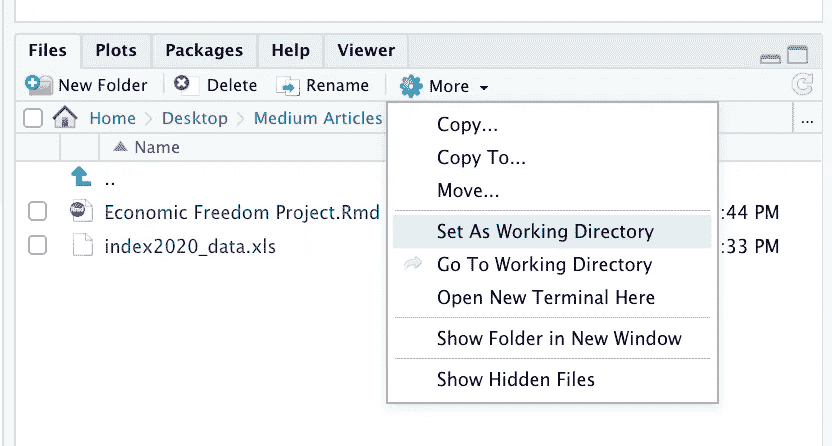 Files Plots Packages Help Viewer
New Folder Delete Rename More
Home Desktop Medium Articles ...
Name
..
Economic Freedom Project.Rmd :44 PM
index2020_data.xls :33 PM
Copy...
Copy To...
Move...
Set As Working Directory
Go To Working Directory
Open New Terminal Here
Show Folder in New Window
Show Hidden Files